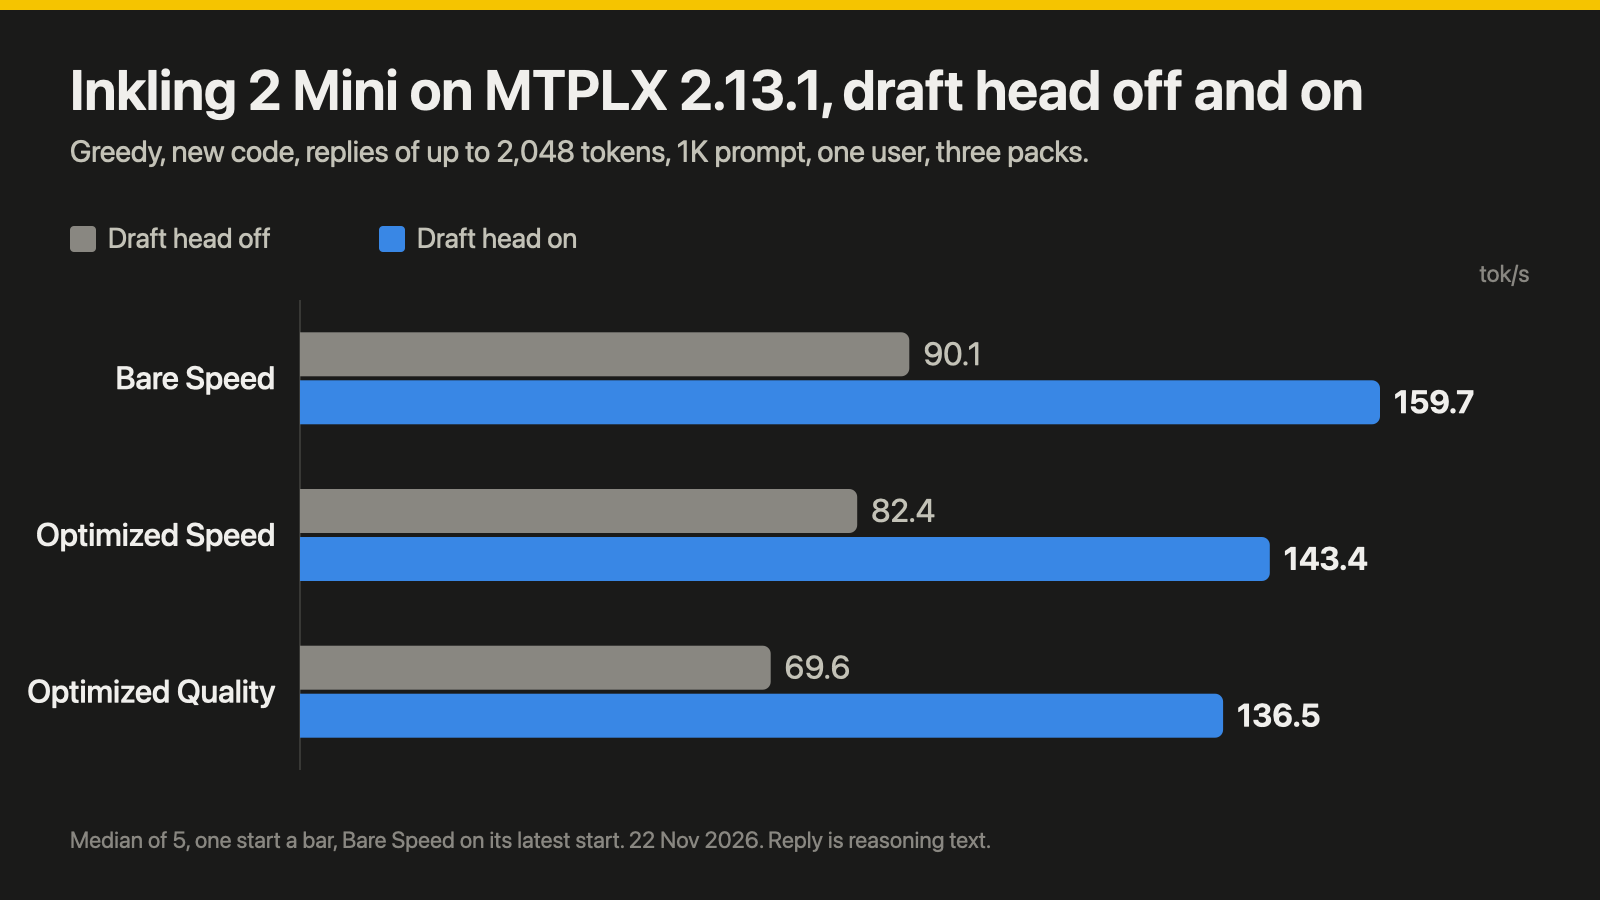 Inkling 2 Mini on MTPLX 2.13.1, draft head off and on
Greedy, new code, replies of up to 2,048 tokens, 1K prompt, one user, three packs.
Draft head off
Draft head on
tok/s
Bare Speed
90.1
159.7
Optimized Speed
82.4
143.4
Optimized Quality
69.6
136.5
Median of 5, one start a bar, Bare Speed on its latest start. 22 Nov 2026. Reply is reasoning text.